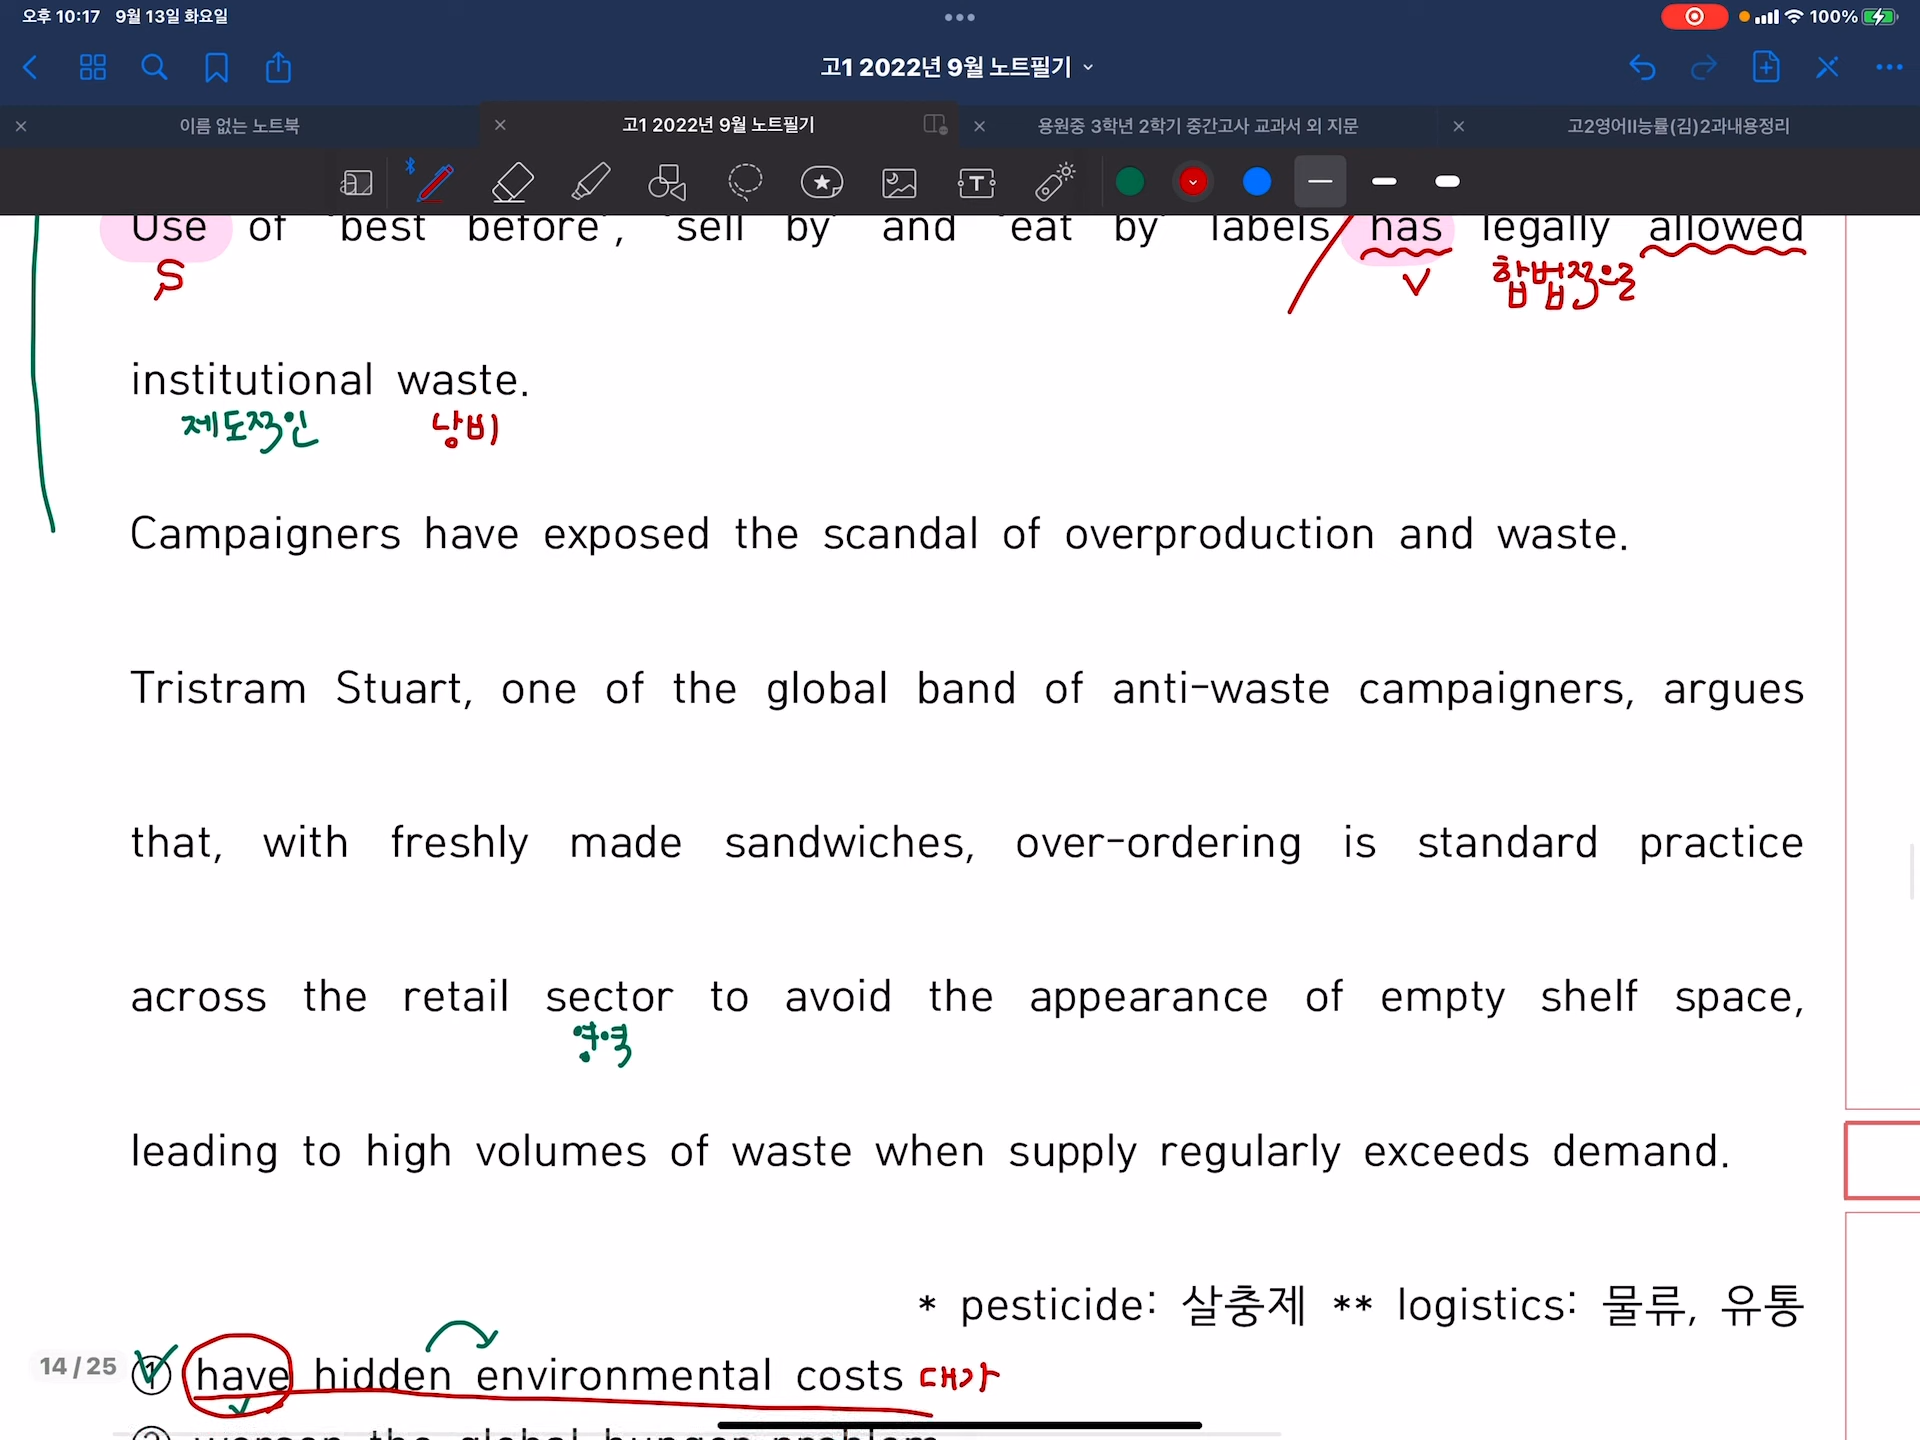 오후 10:17 9월 13일 화요일
100%
고1 2022년 9월 노트필기
이름 없는 노트북
고1 2022년 9월 노트필기
용원중 3학년 2학기 중간고사 교과서 외 지문
고2영어II능률(김)2과내용정리
Use of 'best before', 'sell by' and 'eat by' labels has legally allowed
S V 합법적으로
institutional waste.
제도적인 낭비
Campaigners have exposed the scandal of overproduction and waste.
Tristram Stuart, one of the global band of anti-waste campaigners, argues
that, with freshly made sandwiches, over-ordering is standard practice
across the retail sector to avoid the appearance of empty shelf space,
영역
leading to high volumes of waste when supply regularly exceeds demand.
* pesticide: 살충제 ** logistics: 물류, 유통
14/25
① have hidden environmental costs 대가
② worsen the global hunger problem